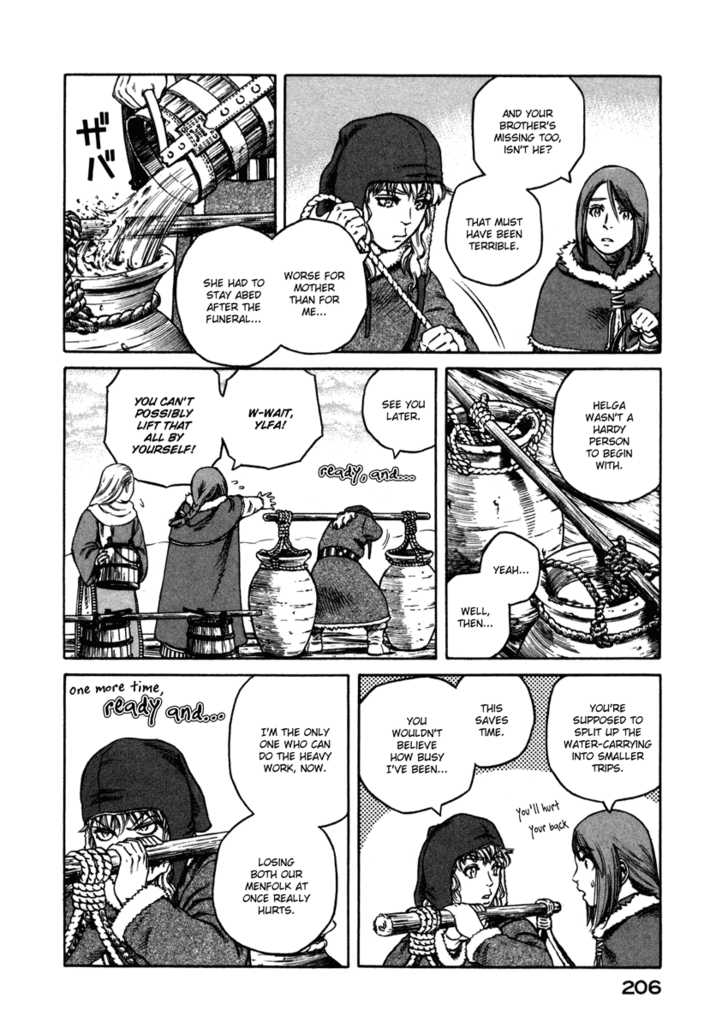 AND YOUR
BROTHER'S
MISSING TOO,
ISN'T HE?
THAT MUST
HAVE BEEN
TERRIBLE.
WORSE FOR
MOTHER
THAN FOR
ME...
SHE HAD TO
STAY ABED
AFTER THE
FUNERAL...
ザバ
HELGA
WASN'T A
HARDY
PERSON
TO BEGIN
WITH.
YEAH...
WELL,
THEN...
SEE YOU
LATER.
ready, and...
W-WAIT,
YLFA!
YOU CAN'T
POSSIBLY
LIFT THAT
ALL BY
YOURSELF!
YOU'RE
SUPPOSED TO
SPLIT UP THE
WATER-CARRYING
INTO SMALLER
TRIPS.
You'll hurt
your back
THIS
SAVES
TIME.
YOU
WOULDN'T
BELIEVE
HOW BUSY
I'VE BEEN...
one more time,
ready and...
I'M THE ONLY
ONE WHO CAN
DO THE HEAVY
WORK, NOW.
LOSING
BOTH OUR
MENFOLK AT
ONCE REALLY
HURTS.
206